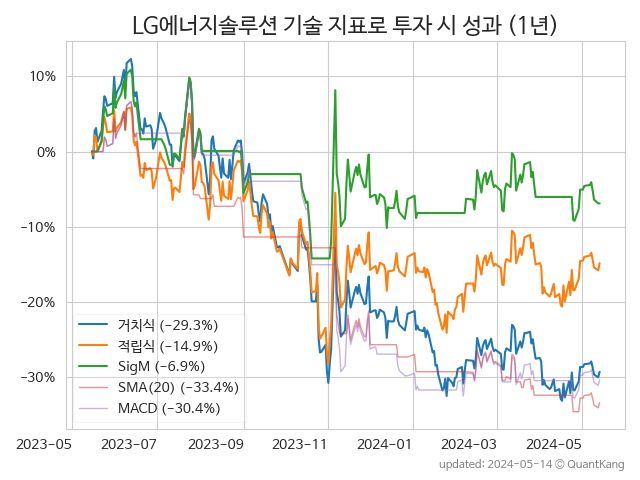 LG에너지솔루션 기술 지표로 투자 시 성과 (1년)
10%
0%
−10%
−20%
−30%
거치식 (−29.3%)
적립식 (−14.9%)
SigM (−6.9%)
SMA(20) (−33.4%)
MACD (−30.4%)
2023-05 2023-07 2023-09 2023-11 2024-01 2024-03 2024-05
updated: 2024-05-14 © QuantKang